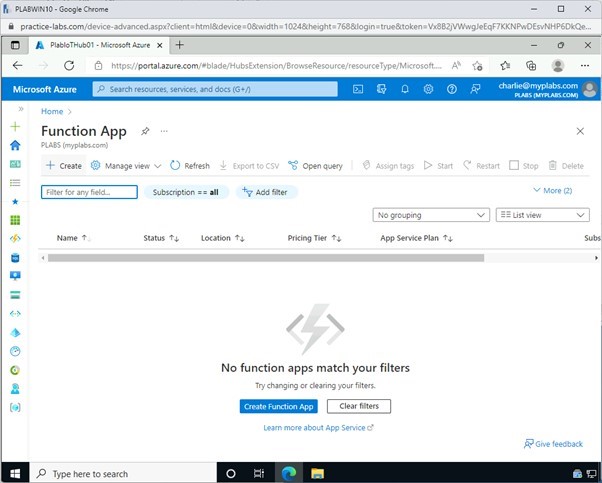 PLABWIN10 - Google Chrome
practice-labs.com/device-advanced.aspx?client=html&device=0&width=1024&height=768&login=true&token=Vx8B2jVWwgJeEqF7KKNPwDEsvNHP6DkQe...
PlabIoTHub01 - Microsoft Azure
https://portal.azure.com/#blade/HubsExtension/BrowseResource/resourceType/Microsoft....
Microsoft Azure
Search resources, services, and docs (G+/)
charlie@myplabs.com
PLABS (MYPLABS.COM)
Home
Function App
PLABS (myplabs.com)
Create Manage view Refresh Export to CSV Open query Assign tags Start Restart Stop Delete
Filter for any field... Subscription == all Add filter More (2)
No grouping List view
Name Status Location Pricing Tier App Service Plan Subs
No function apps match your filters
Try changing or clearing your filters.
Create Function App Clear filters
Learn more about App Service
Give feedback
Type here to search